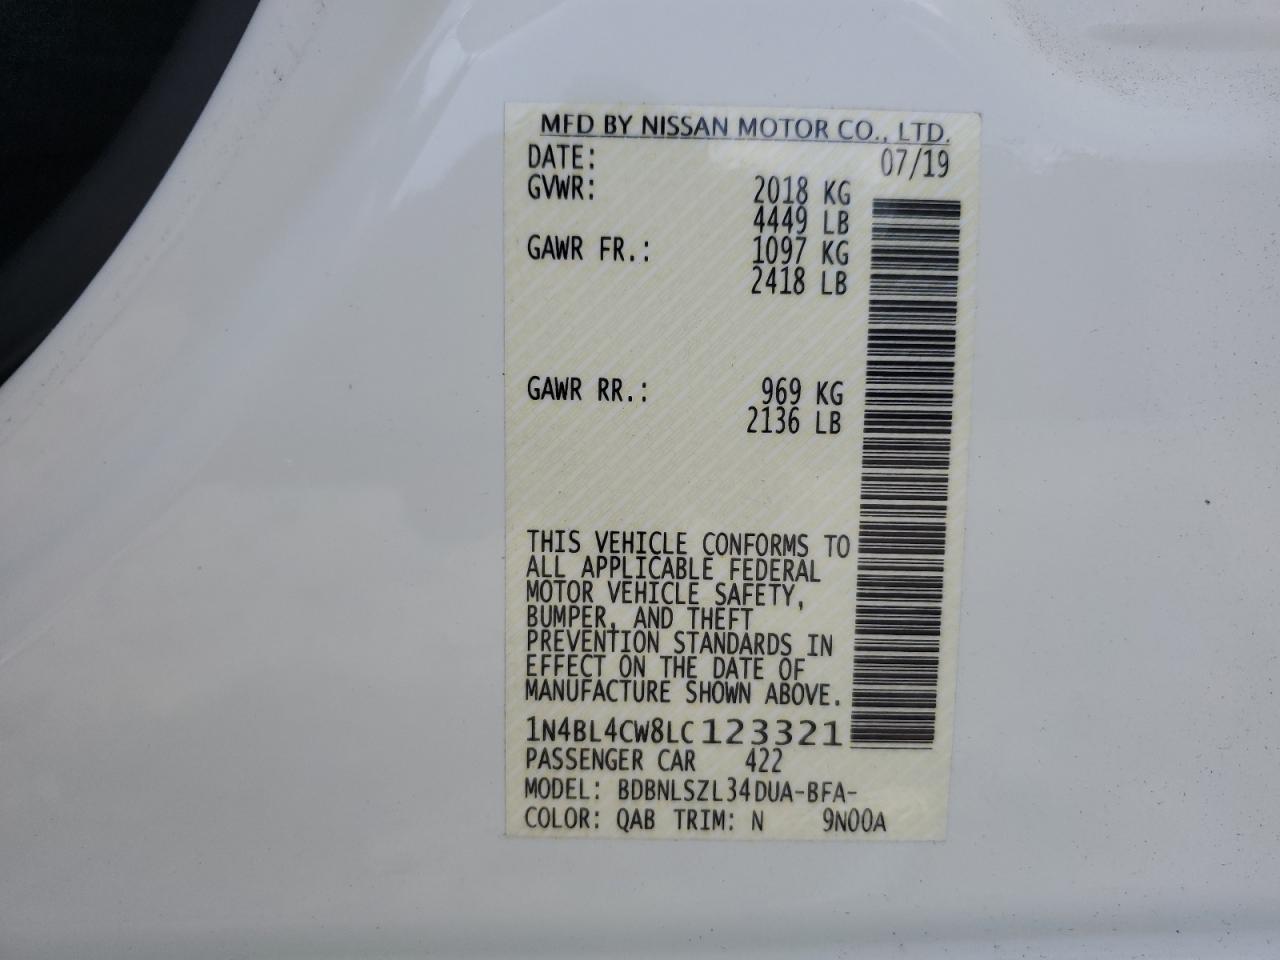 MFD BY NISSAN MOTOR CO., LTD.
DATE: 07/19
GVWR: 2018 KG
4449 LB
GAWR FR.: 1097 KG
2418 LB
GAWR RR.: 969 KG
2136 LB
THIS VEHICLE CONFORMS TO
ALL APPLICABLE FEDERAL
MOTOR VEHICLE SAFETY,
BUMPER, AND THEFT
PREVENTION STANDARDS IN
EFFECT ON THE DATE OF
MANUFACTURE SHOWN ABOVE.
1N4BL4CW8LC123321
PASSENGER CAR 422
MODEL: BDBNLSZL34DUA-BFA-
COLOR: QAB TRIM: N 9N00A